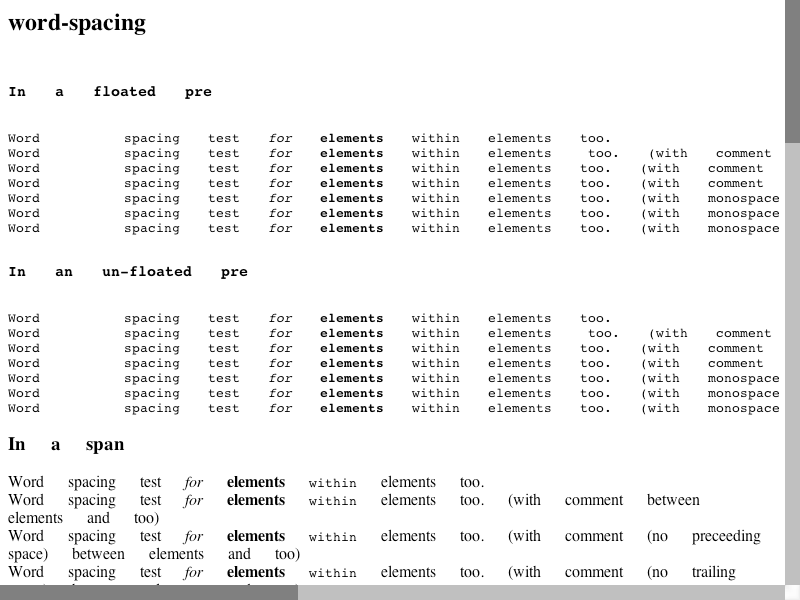 word-spacing
In a floated pre
Word spacing test for elements within elements too.
Word spacing test for elements within elements too. (with comment
Word spacing test for elements within elements too. (with comment
Word spacing test for elements within elements too. (with comment
Word spacing test for elements within elements too. (with monospace
Word spacing test for elements within elements too. (with monospace
Word spacing test for elements within elements too. (with monospace
In an un-floated pre
Word spacing test for elements within elements too.
Word spacing test for elements within elements too. (with comment
Word spacing test for elements within elements too. (with comment
Word spacing test for elements within elements too. (with comment
Word spacing test for elements within elements too. (with monospace
Word spacing test for elements within elements too. (with monospace
Word spacing test for elements within elements too. (with monospace
In a span
Word spacing test for elements within elements too.
Word spacing test for elements within elements too. (with comment between
elements and too)
Word spacing test for elements within elements too. (with comment (no preceeding
space) between elements and too)
Word spacing test for elements within elements too. (with comment (no trailing